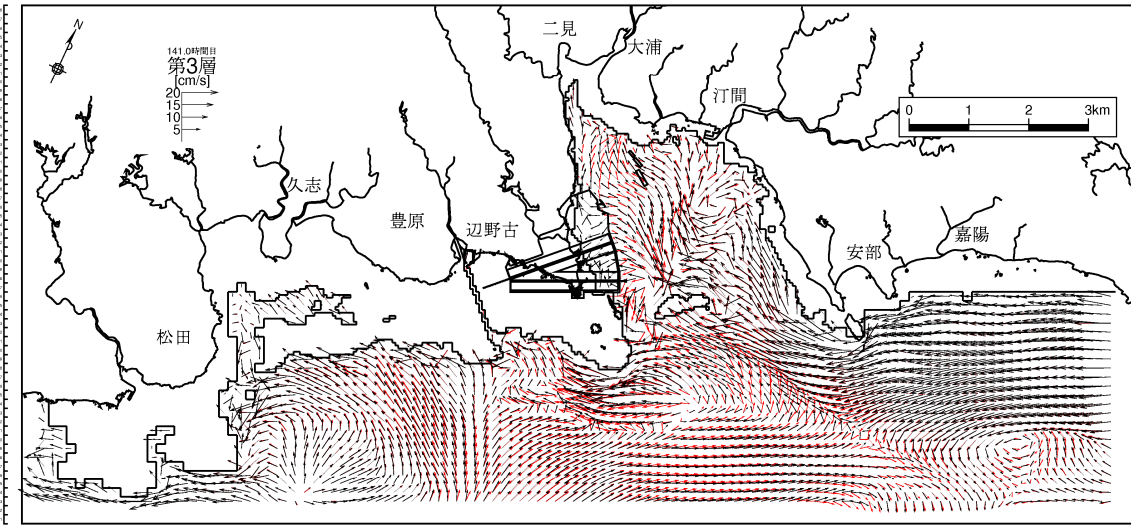 N
141.0時間目
第3層
[cm/s]
20
15
10
5
二見
大浦
汀間
0 1 2 3km
久志
豊原
辺野古
安部
嘉陽
松田